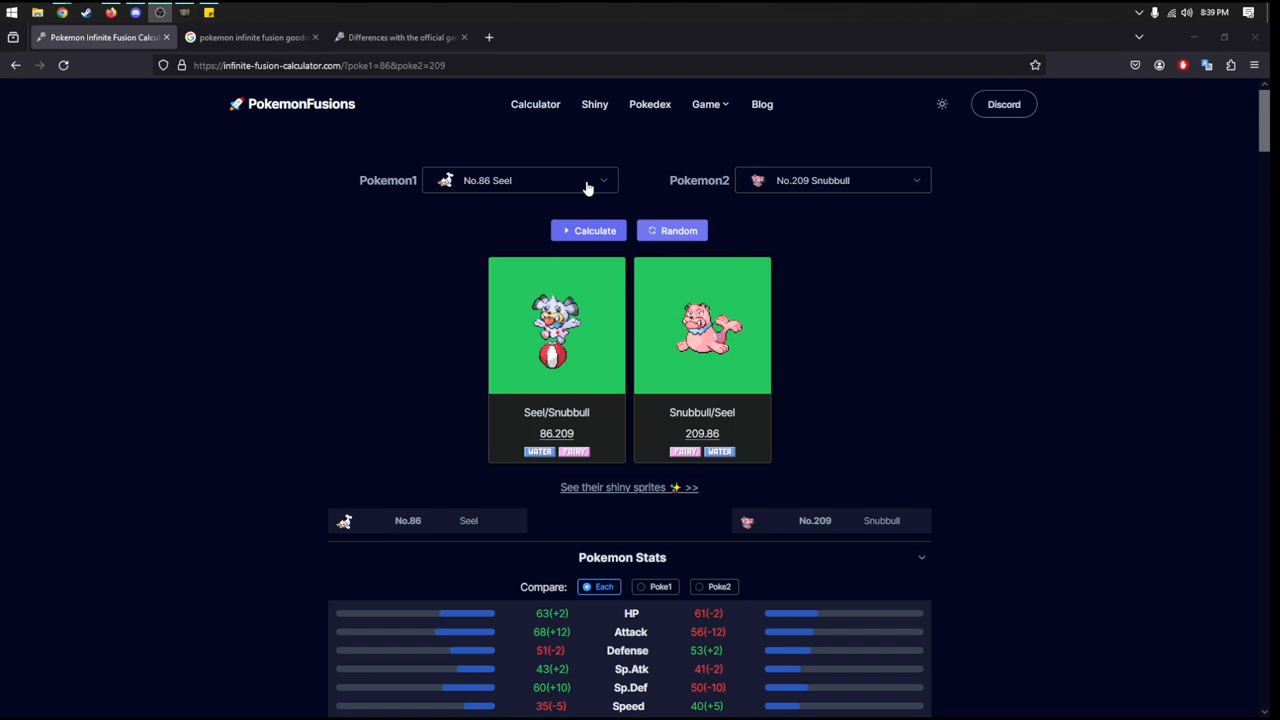 8:39 PM
Pokemon Infinite Fusion Calcul
pokemon infinite fusion goods
Differences with the official ga
https://infinite-fusion-calculator.com/?poke1=86&poke2=209
PokemonFusions
Calculator
Shiny
Pokedex
Game
Blog
Discord
Pokemon1
No.86 Seel
Pokemon2
No.209 Snubbull
Calculate
Random
Seel/Snubbull
86.209
WATER FAIRY
Snubbull/Seel
209.86
FAIRY WATER
See their shiny sprites ✨ >>
No.86 Seel
No.209 Snubbull
Pokemon Stats
Compare: Each Poke1 Poke2
63(+2) HP 61(-2)
68(+12) Attack 56(-12)
51(-2) Defense 53(+2)
43(+2) Sp.Atk 41(-2)
60(+10) Sp.Def 50(-10)
35(-5) Speed 40(+5)